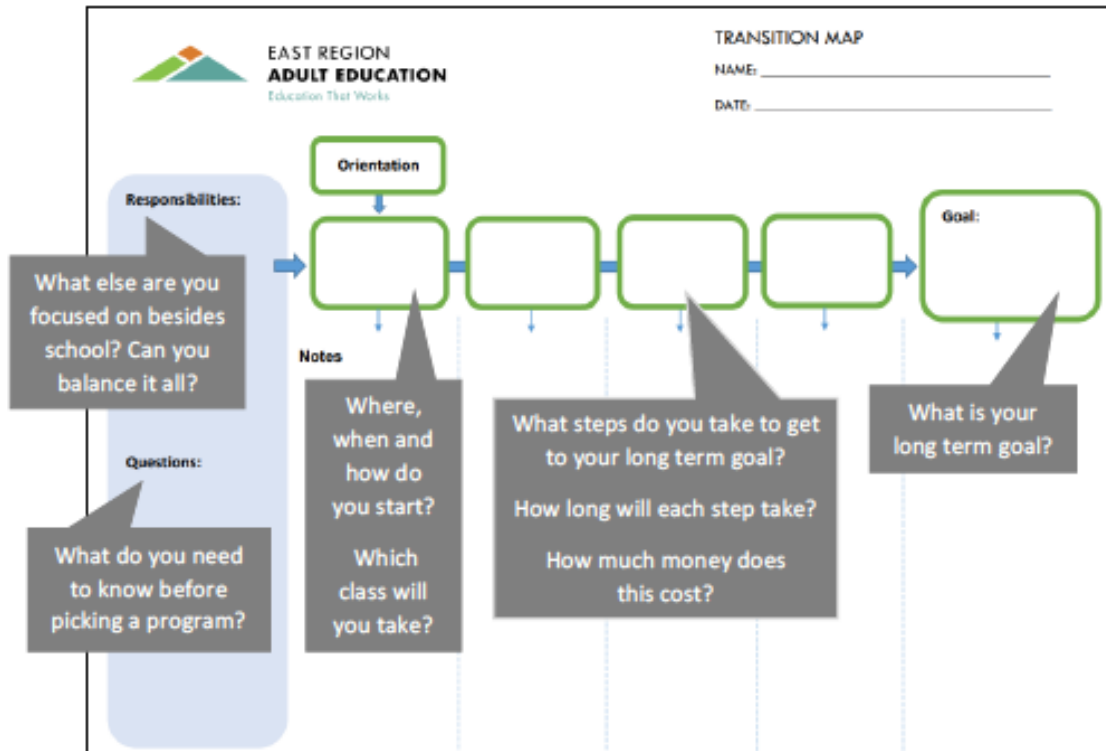 EAST REGION
ADULT EDUCATION
Education That Works
TRANSITION MAP
NAME:
DATE:
Orientation
Responsibilities:
Goal:
What else are you
focused on besides
school? Can you
balance it all?
Notes
Where,
when and
how do
you start?
Which
class will
you take?
What steps do you take to get
to your long term goal?
How long will each step take?
How much money does
this cost?
What is your
long term goal?
Questions:
What do you need
to know before
picking a program?